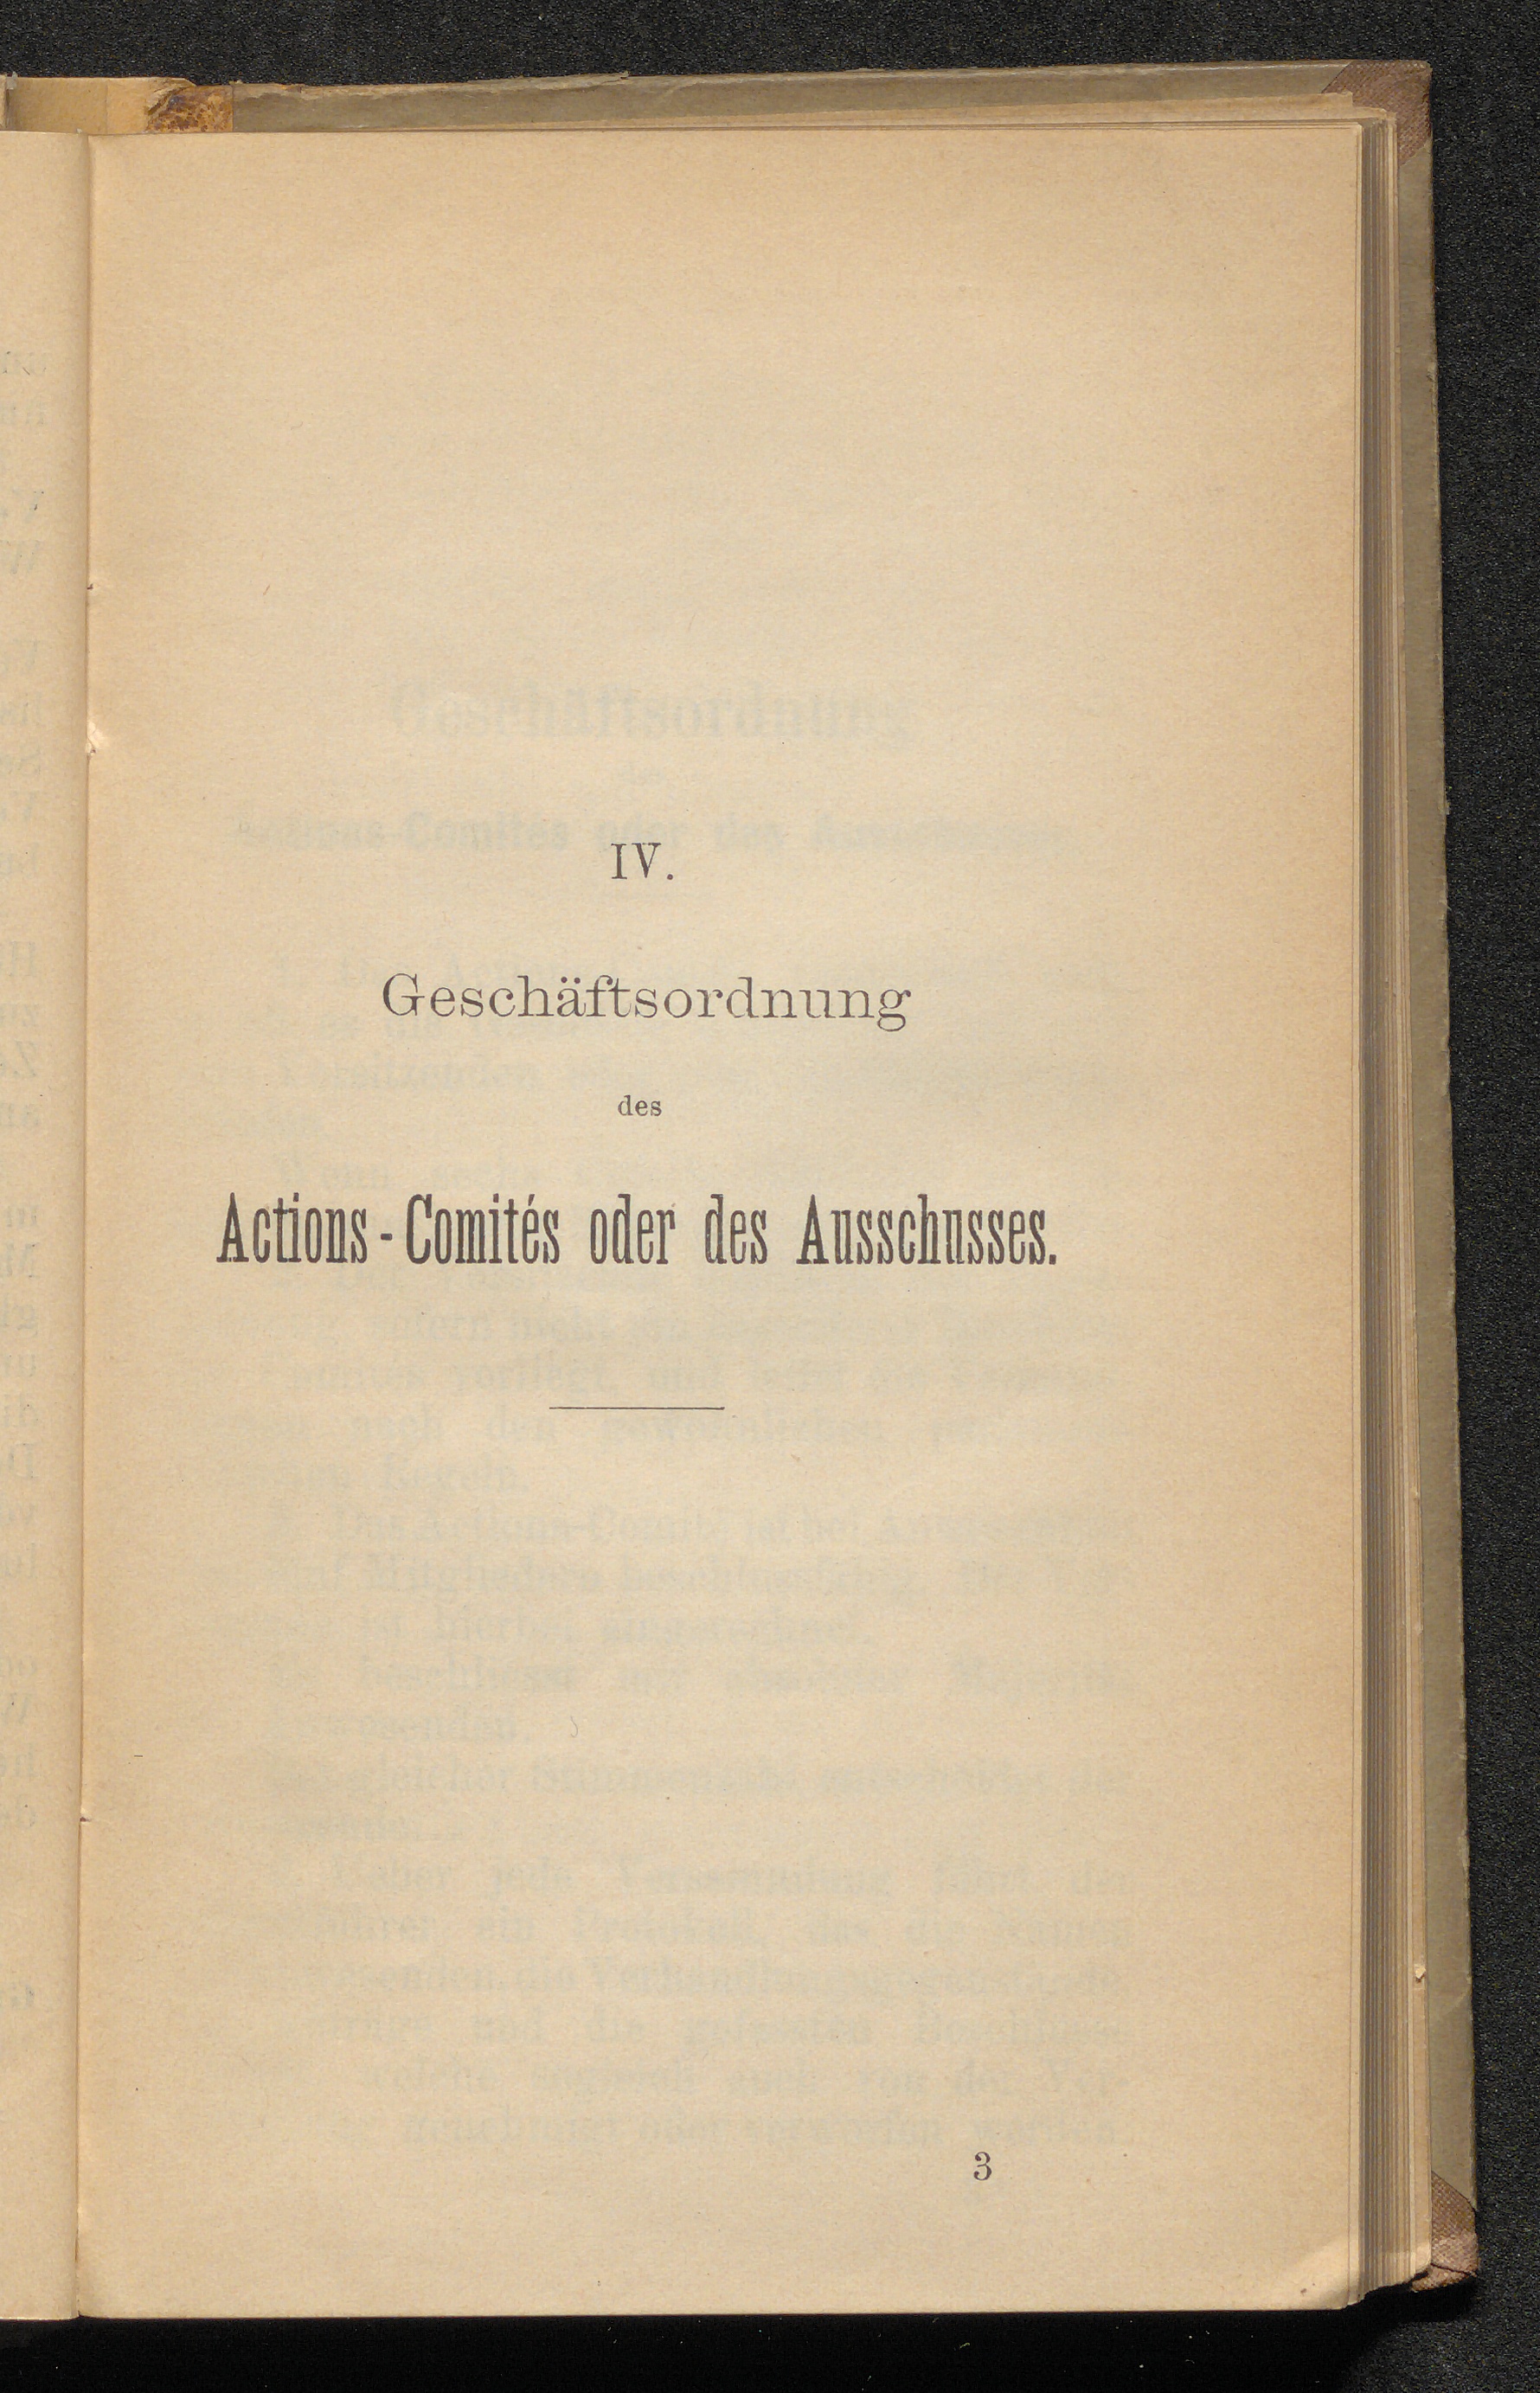 IV.
Geschäftsordnung
des
Actions-Comités oder des Ausschusses.
3